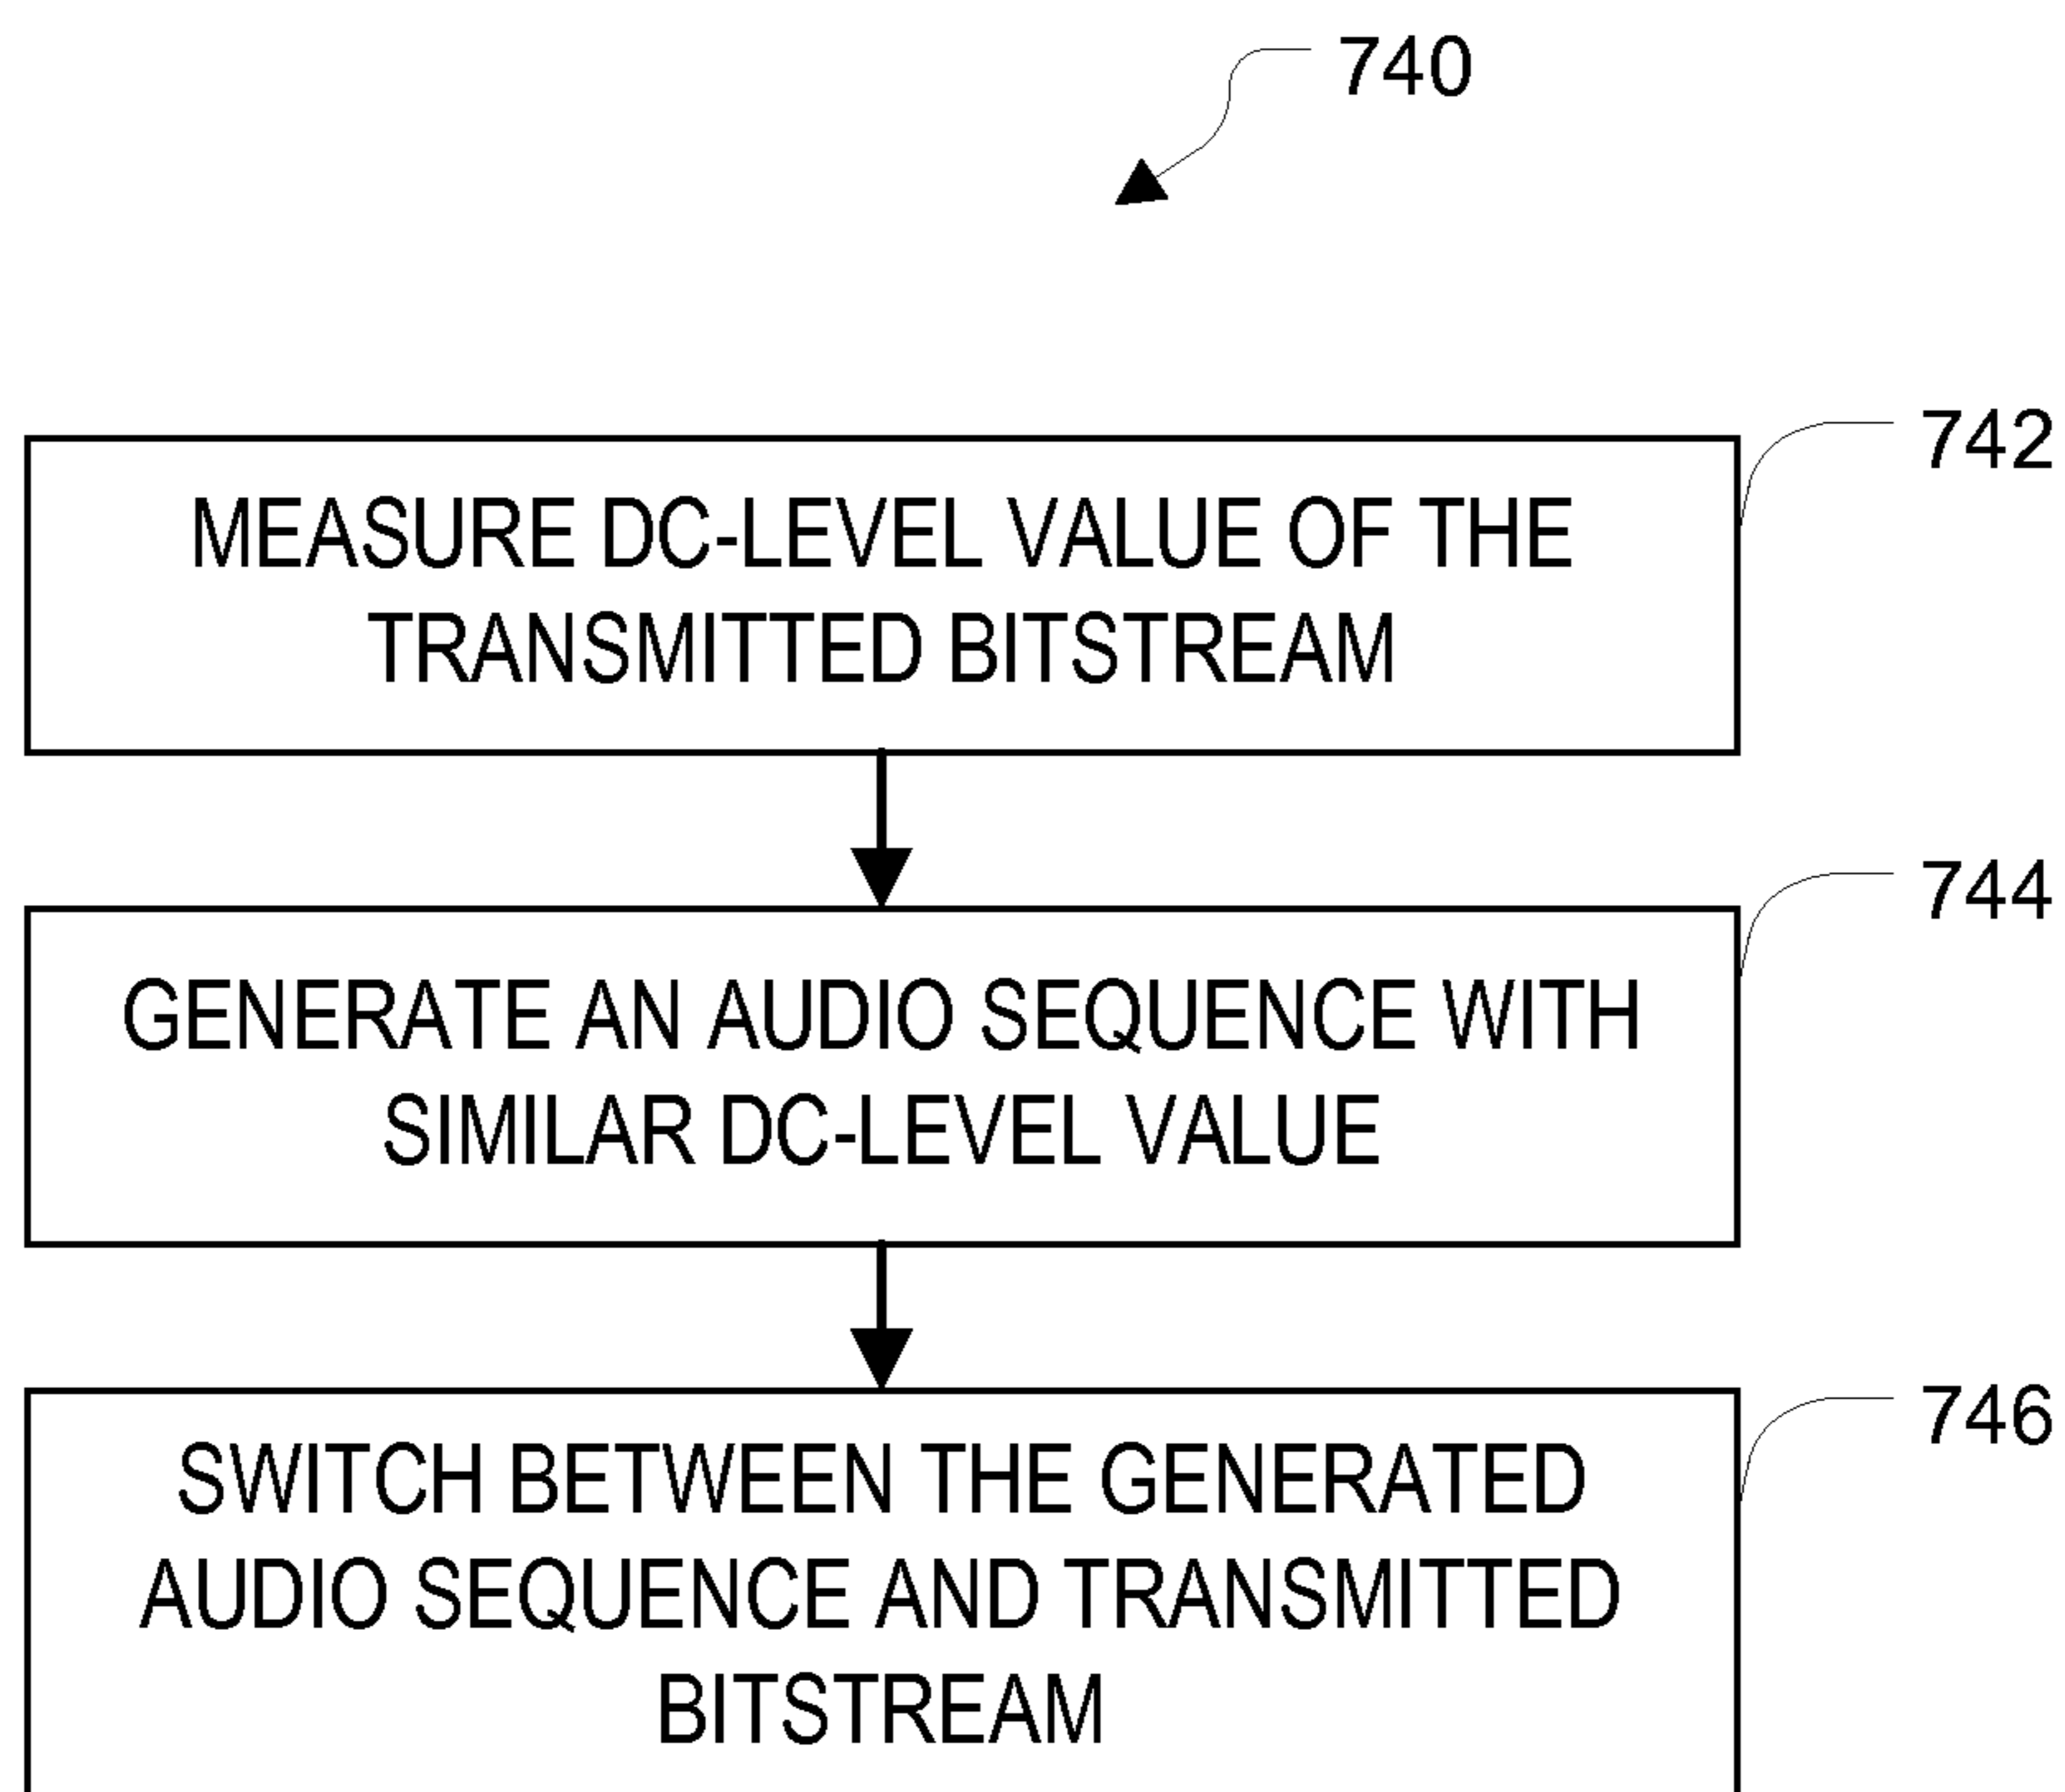 740
742
MEASURE DC-LEVEL VALUE OF THE
TRANSMITTED BITSTREAM
744
GENERATE AN AUDIO SEQUENCE WITH
SIMILAR DC-LEVEL VALUE
746
SWITCH BETWEEN THE GENERATED
AUDIO SEQUENCE AND TRANSMITTED
BITSTREAM